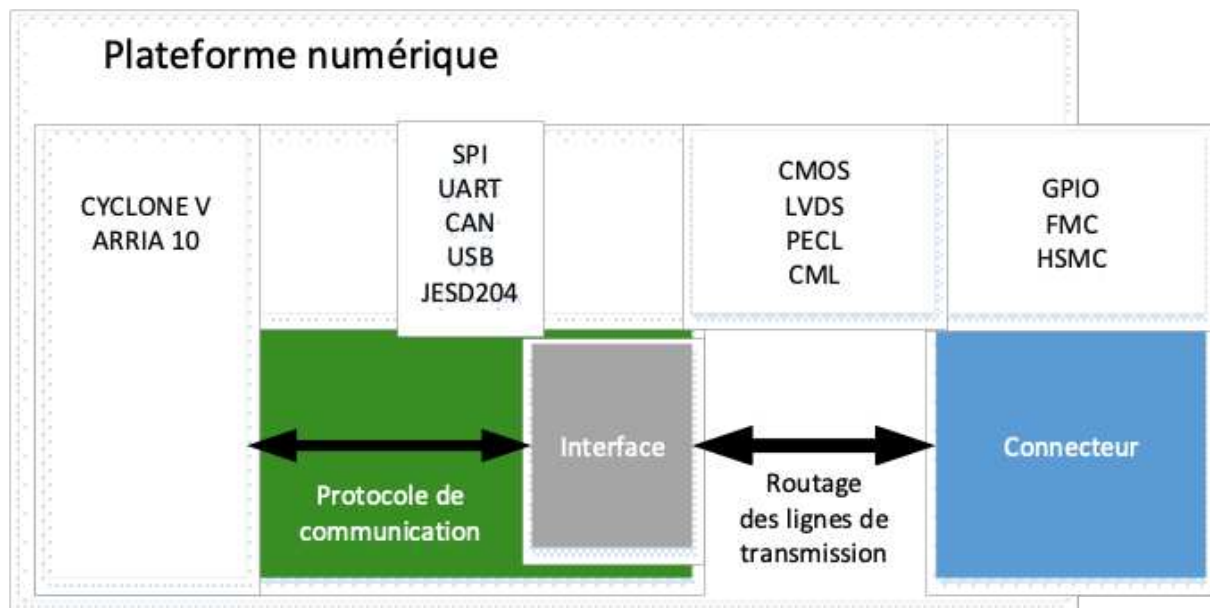 Plateforme numérique
CYCLONE V
ARRIA 10
SPI
UART
CAN
USB
JESD204
CMOS
LVDS
PECL
CML
GPIO
FMC
HSMC
Protocole de
communication
Interface
Routage
des lignes de
transmission
Connecteur